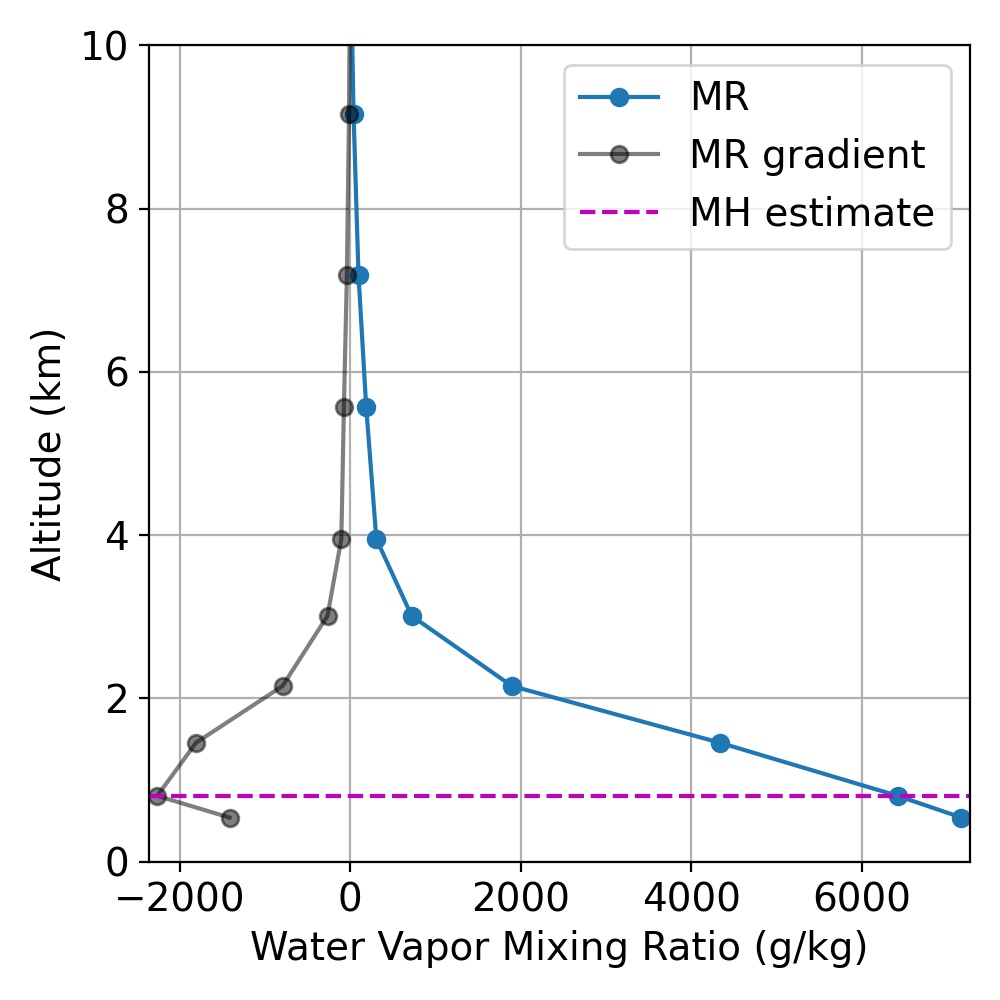 10
8
6
4
2
0
Altitude (km)
MR
MR gradient
MH estimate
−2000
0
2000
4000
6000
Water Vapor Mixing Ratio (g/kg)